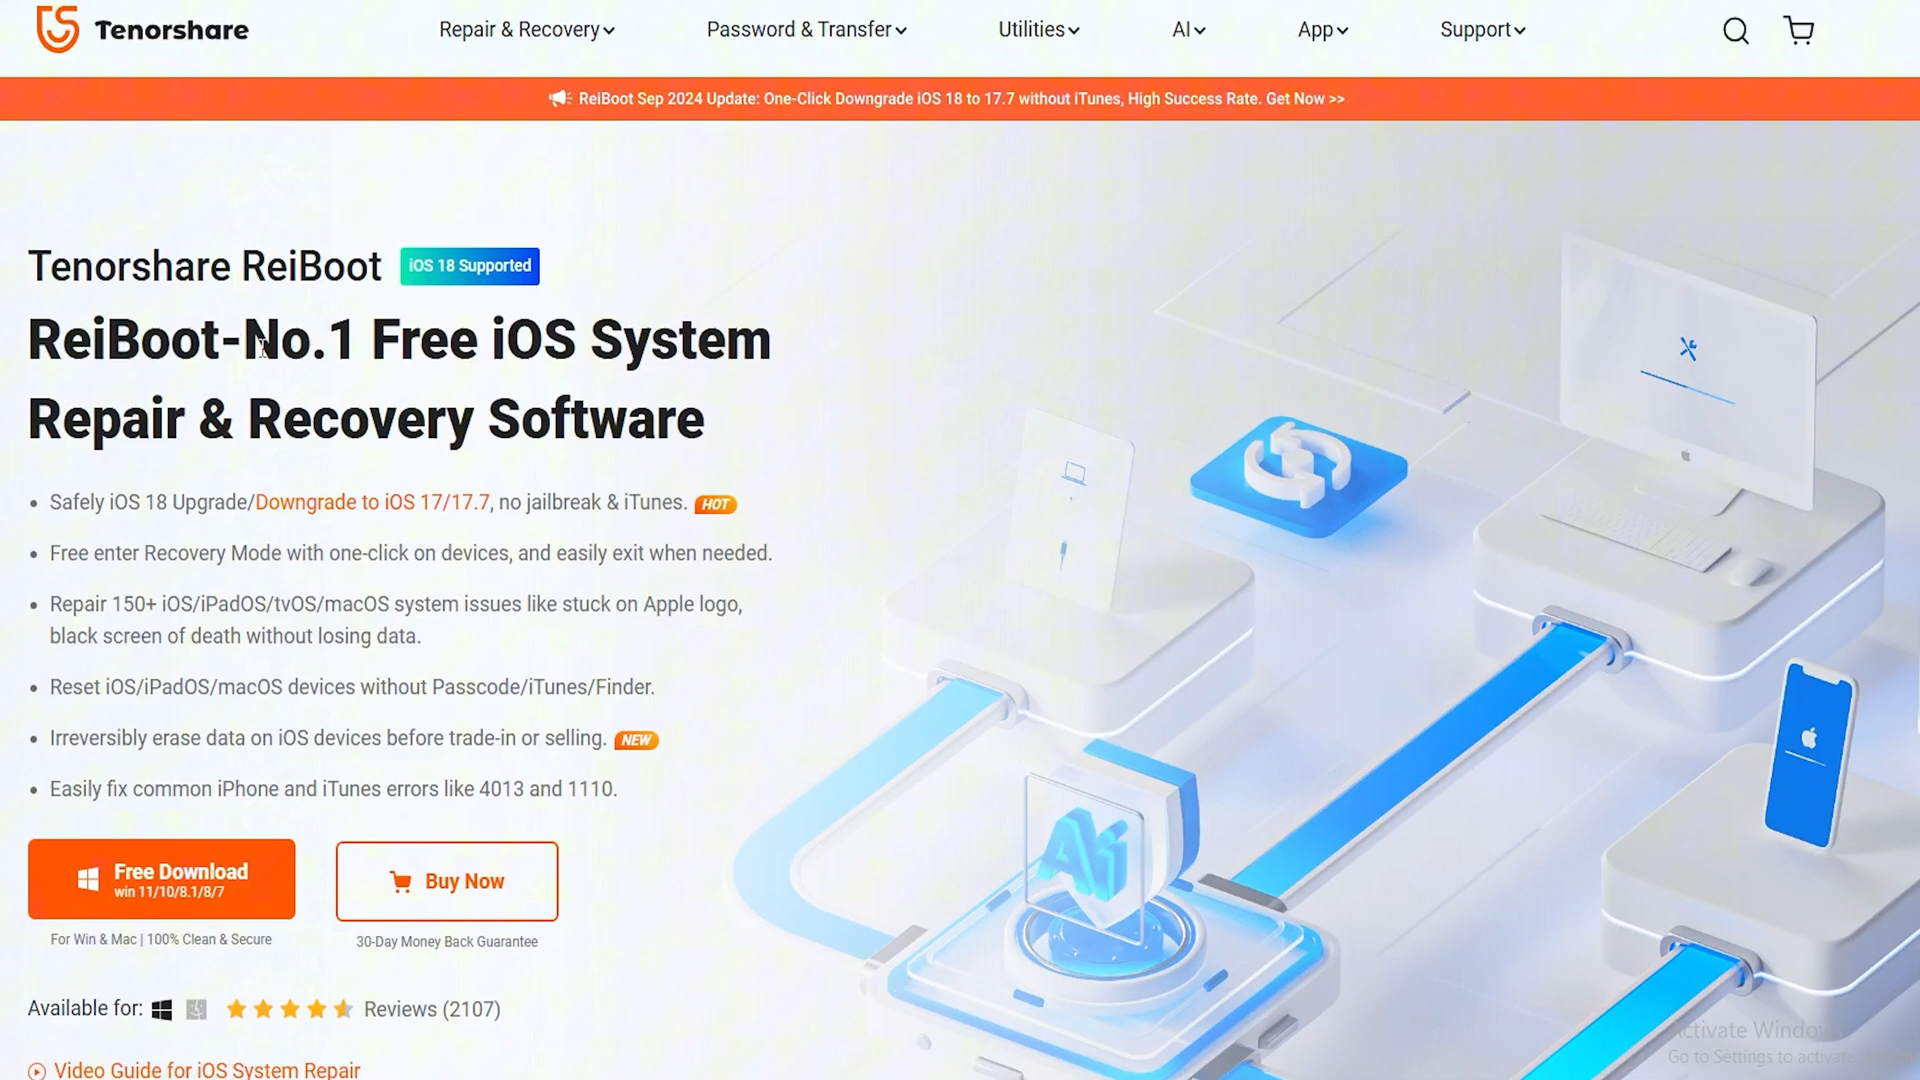 Tenorshare
Repair & Recovery
Password & Transfer
Utilities
AI
App
Support
ReiBoot Sep 2024 Update: One-Click Downgrade iOS 18 to 17.7 without iTunes, High Success Rate. Get Now >>
Tenorshare ReiBoot
iOS 18 Supported
ReiBoot-No.1 Free iOS System
Repair & Recovery Software
Safely iOS 18 Upgrade/Downgrade to iOS 17/17.7, no jailbreak & iTunes. HOT
Free enter Recovery Mode with one-click on devices, and easily exit when needed.
Repair 150+ iOS/iPadOS/tvOS/macOS system issues like stuck on Apple logo,
black screen of death without losing data.
Reset iOS/iPadOS/macOS devices without Passcode/iTunes/Finder.
Irreversibly erase data on iOS devices before trade-in or selling. NEW
Easily fix common iPhone and iTunes errors like 4013 and 1110.
Free Download
win 11/10/8.1/8/7
Buy Now
For Win & Mac | 100% Clean & Secure
30-Day Money Back Guarantee
Available for:
Reviews (2107)
Video Guide for iOS System Repair
Ai
Activate Windows
Go to Settings to activate